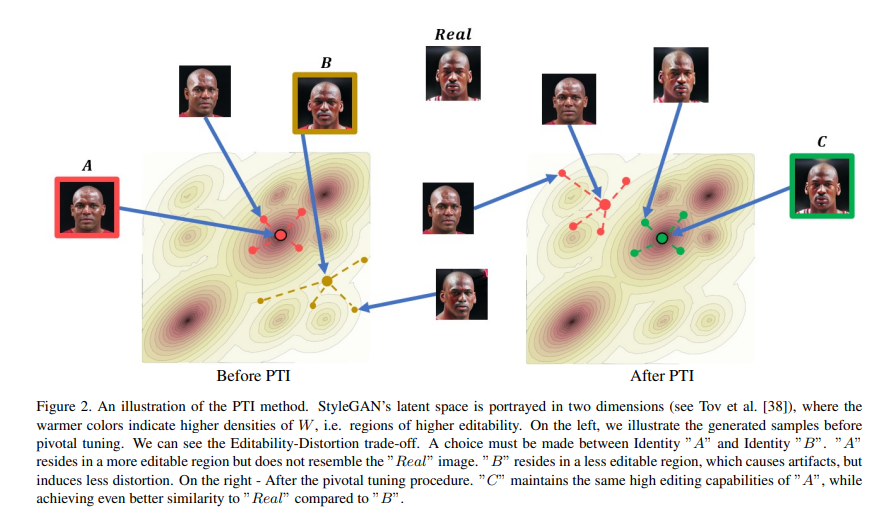 Real
B
A
C
Before PTI
After PTI
Figure 2. An illustration of the PTI method. StyleGAN's latent space is portrayed in two dimensions (see Tov et al. [38]), where the
warmer colors indicate higher densities of W, i.e. regions of higher editability. On the left, we illustrate the generated samples before
pivotal tuning. We can see the Editability-Distortion trade-off. A choice must be made between Identity "A" and Identity "B". "A"
resides in a more editable region but does not resemble the "Real" image. "B" resides in a less editable region, which causes artifacts, but
induces less distortion. On the right - After the pivotal tuning procedure. "C" maintains the same high editing capabilities of "A", while
achieving even better similarity to "Real" compared to "B".